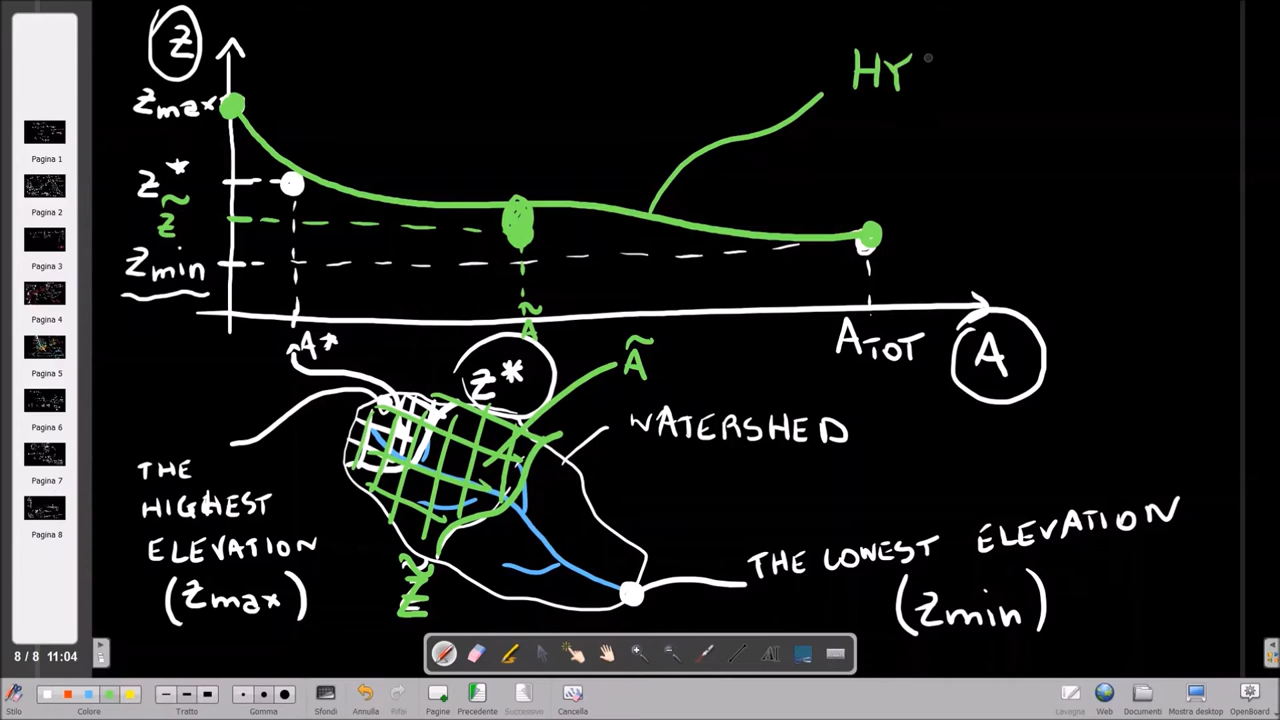 Z
HY
Zmax
Z*
Z̃
Zmin
A*
Ã
ATOT
A
Z*
Ã
WATERSHED
THE
HIGHEST
ELEVATION
(Zmax)
Z̃
THE LOWEST ELEVATION
(Zmin)
Pagina 1
Pagina 2
Pagina 3
Pagina 4
Pagina 5
Pagina 6
Pagina 7
Pagina 8
8 / 8 11:04
Stilo
Colore
Tratto
Gomma
Sfondi
Annulla
Rifai
Pagine
Precedente
Successivo
Cancella
Lavagna
Web
Documenti
Mostra desktop
OpenBoard